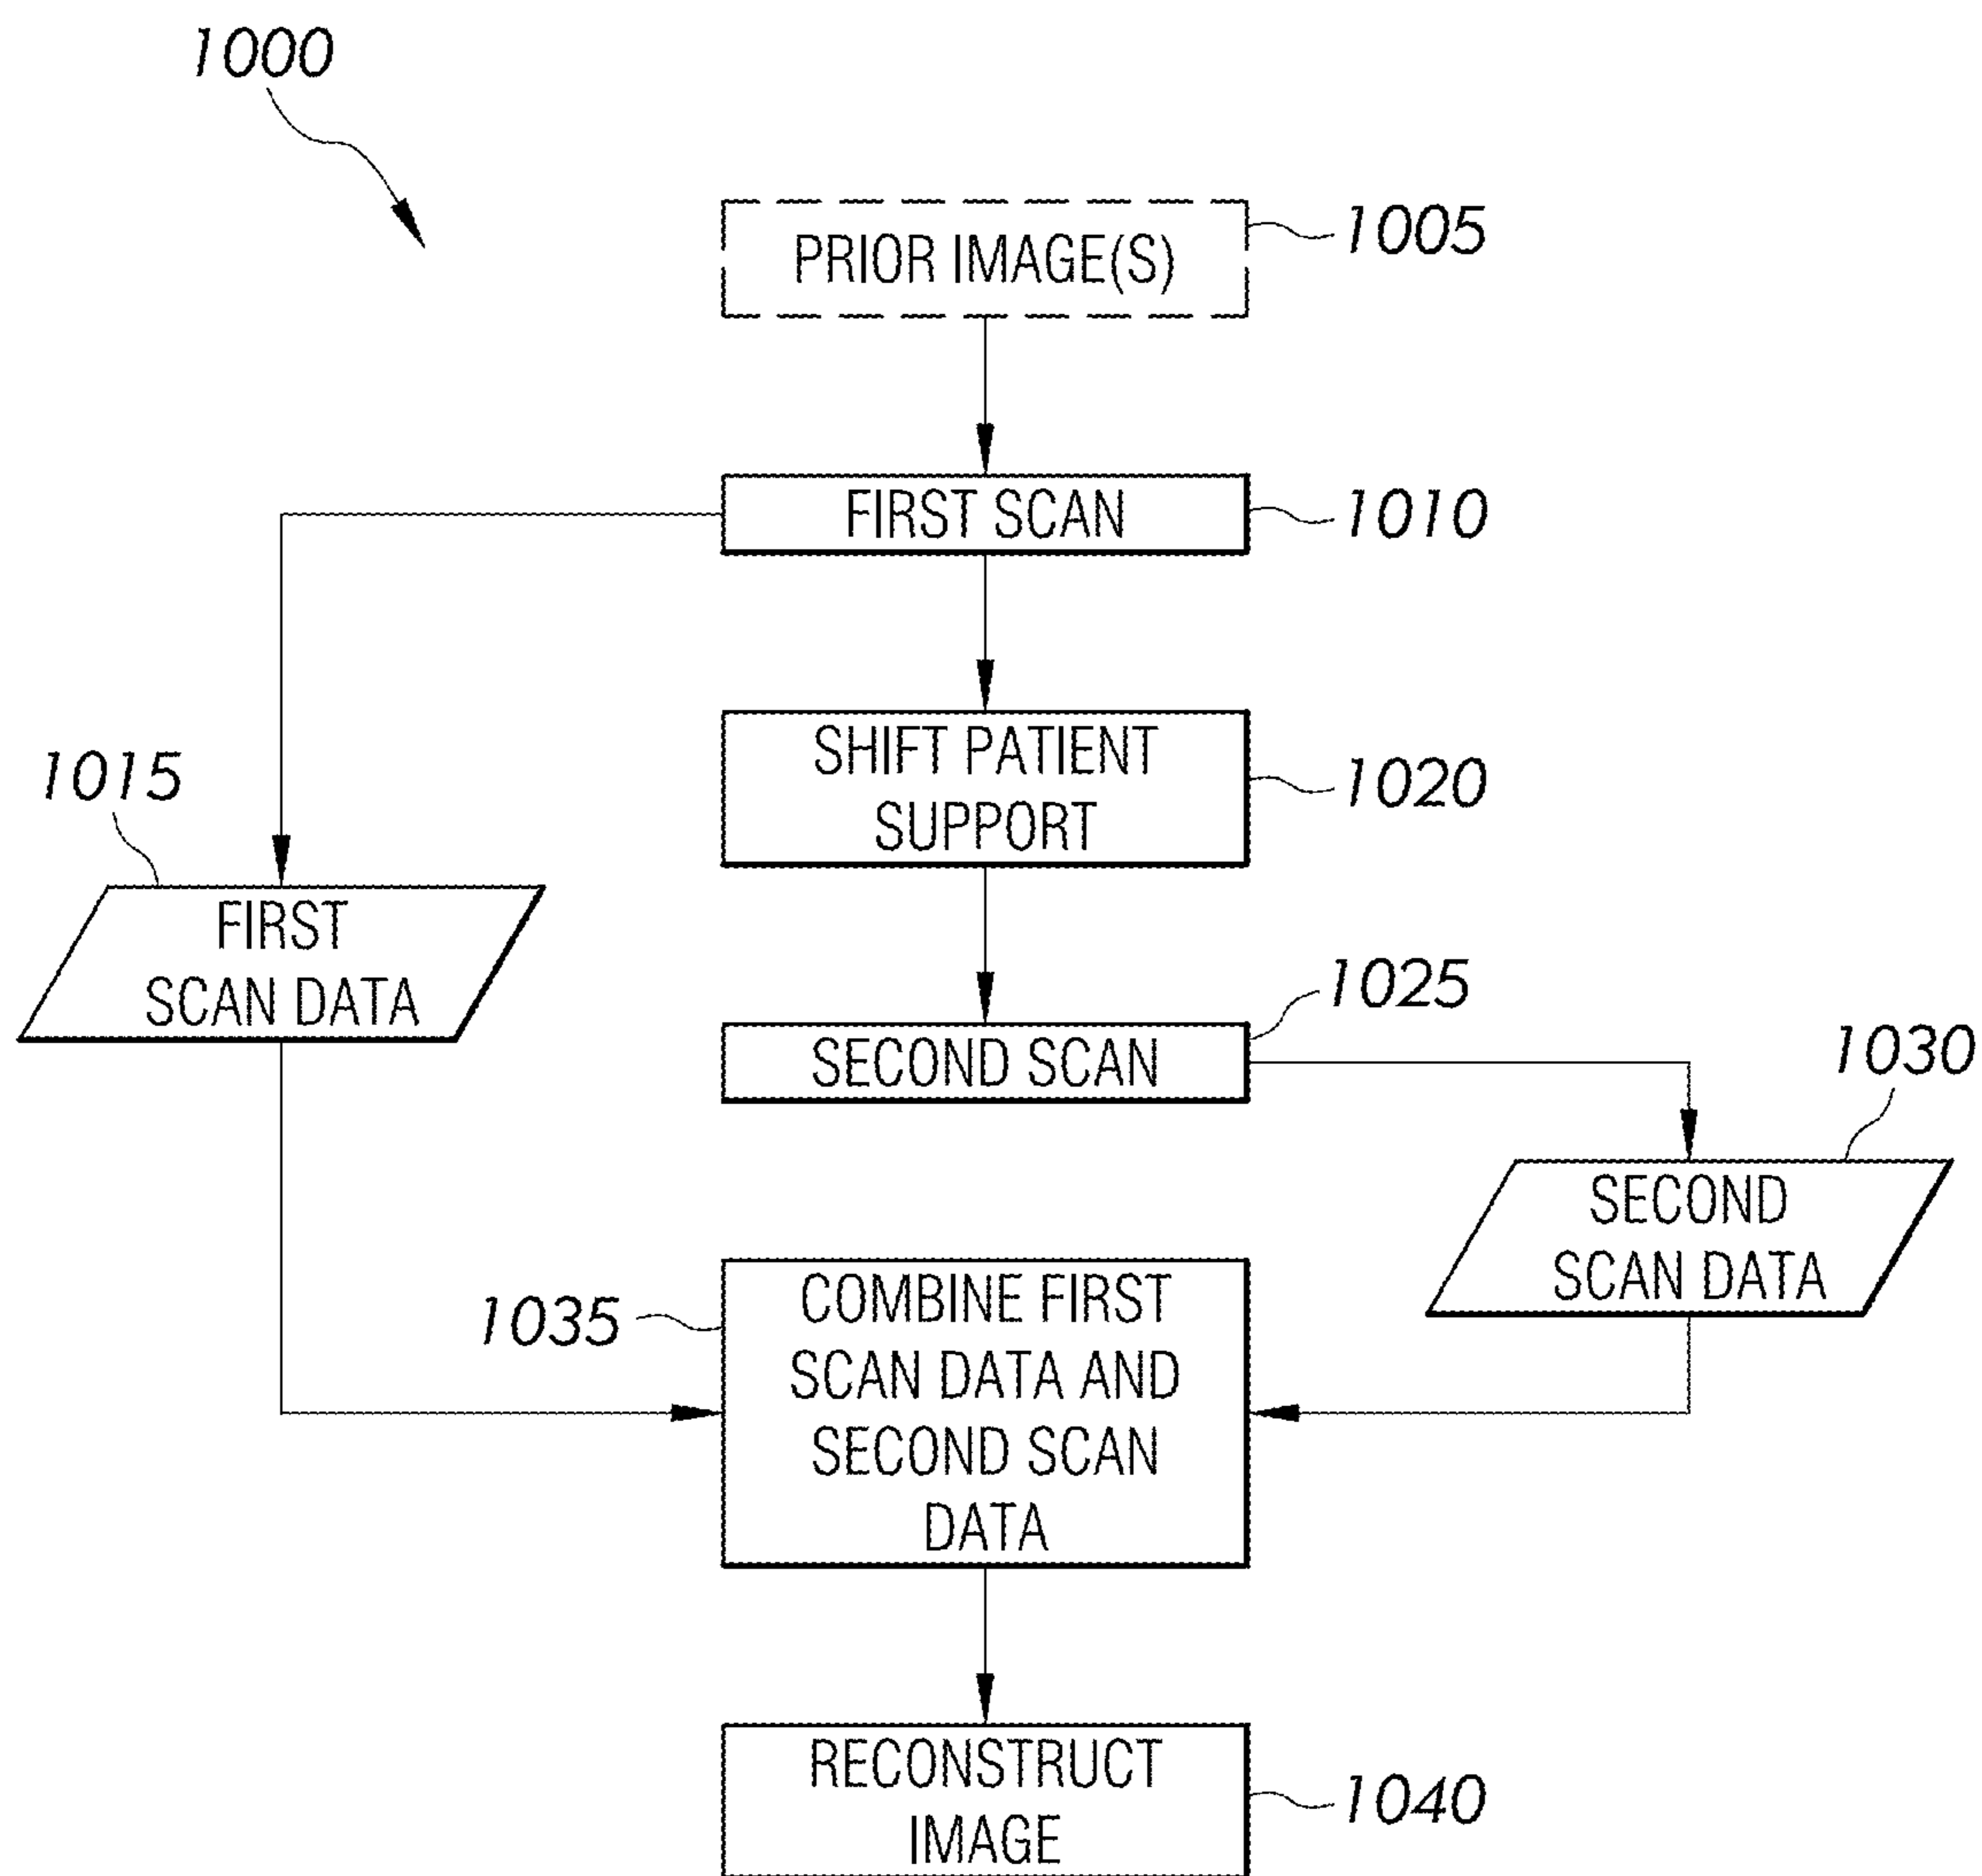 1000
PRIOR IMAGE(S)
1005
FIRST SCAN
1010
SHIFT PATIENT
SUPPORT
1020
1015
FIRST
SCAN DATA
1025
SECOND SCAN
1030
SECOND
SCAN DATA
1035
COMBINE FIRST
SCAN DATA AND
SECOND SCAN
DATA
RECONSTRUCT
IMAGE
1040